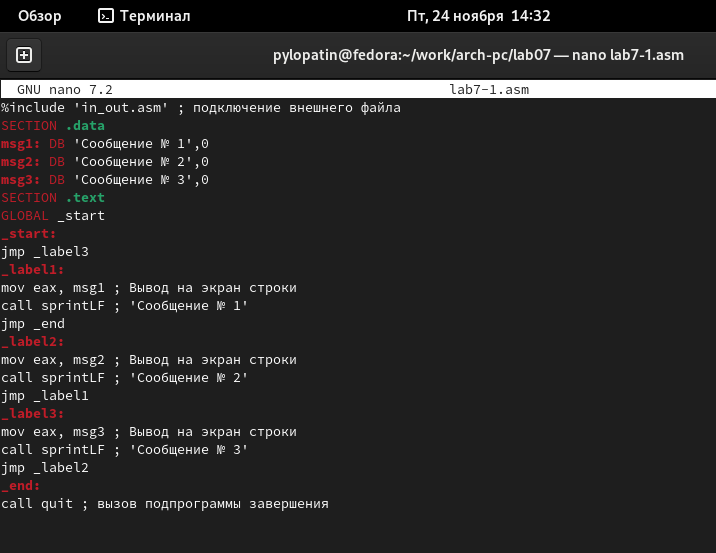 Обзор Терминал Пт, 24 ноября 14:32
pylopatin@fedora:~/work/arch-pc/lab07 — nano lab7-1.asm
GNU nano 7.2 lab7-1.asm
%include 'in_out.asm' ; подключение внешнего файла
SECTION .data
msg1: DB 'Сообщение № 1',0
msg2: DB 'Сообщение № 2',0
msg3: DB 'Сообщение № 3',0
SECTION .text
GLOBAL _start
_start:
jmp _label3
_label1:
mov eax, msg1 ; Вывод на экран строки
call sprintLF ; 'Сообщение № 1'
jmp _end
_label2:
mov eax, msg2 ; Вывод на экран строки
call sprintLF ; 'Сообщение № 2'
jmp _label1
_label3:
mov eax, msg3 ; Вывод на экран строки
call sprintLF ; 'Сообщение № 3'
jmp _label2
_end:
call quit ; вызов подпрограммы завершения